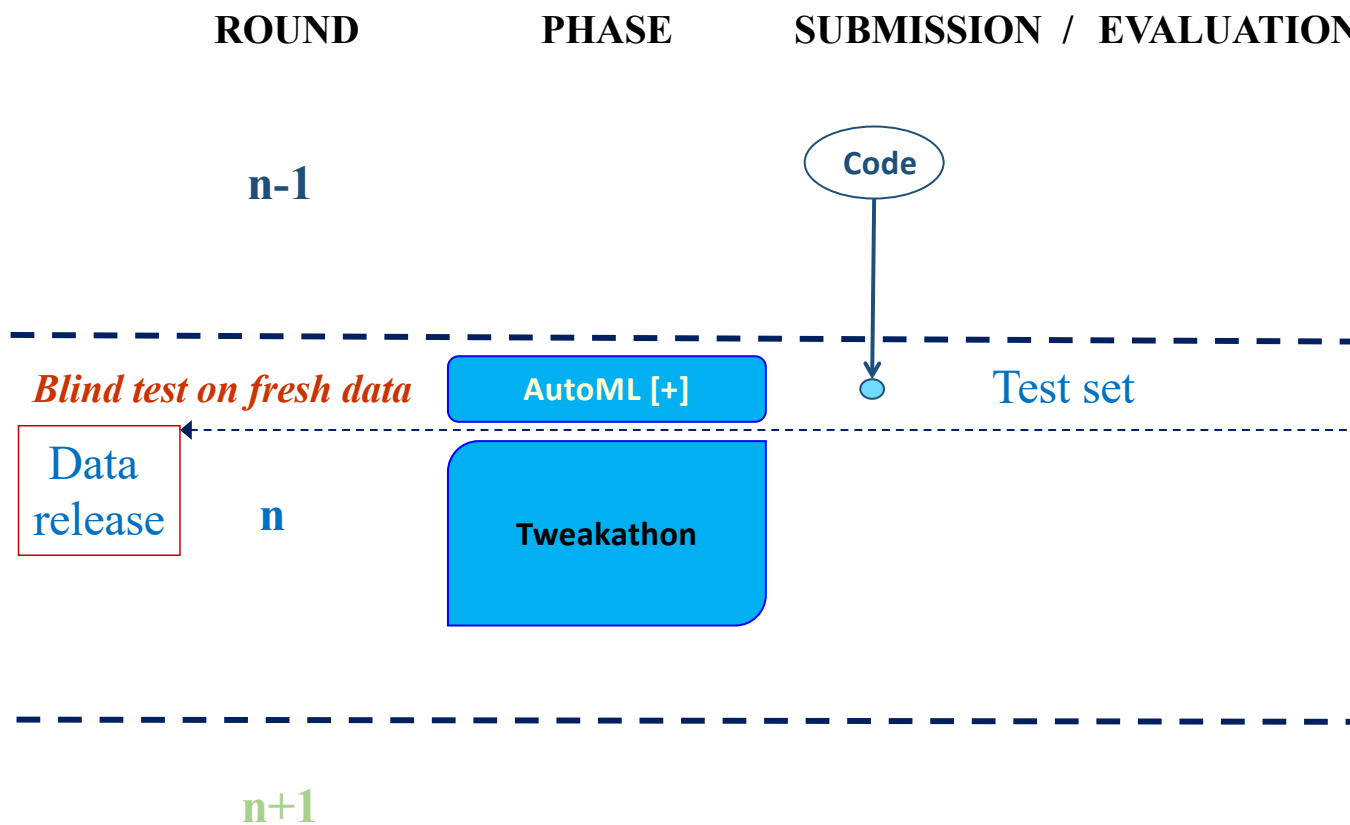 ROUND PHASE SUBMISSION / EVALUATION
Code
n-1
Blind test on fresh data AutoML [+] Test set
Data
release
n
Tweakathon
n+1